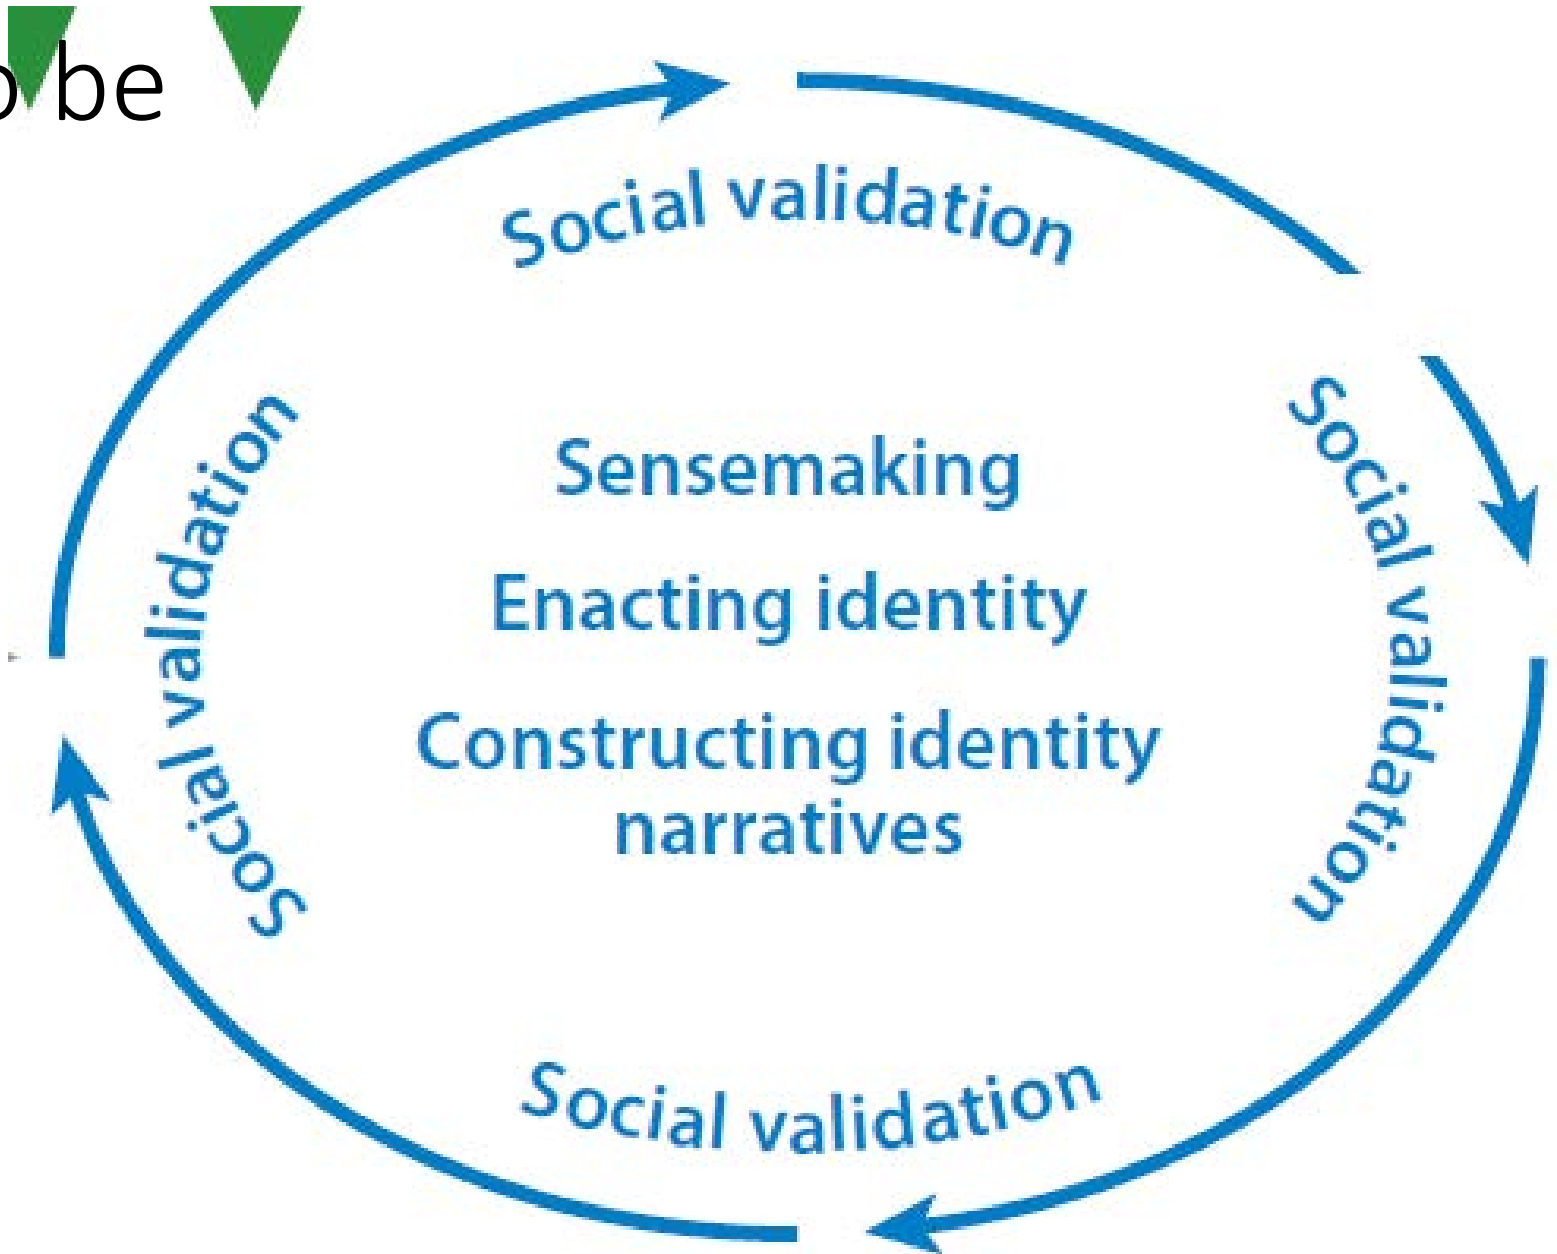 be
Social validation
Social validation
Social validation
Sensemaking
Enacting identity
Constructing identity
narratives
Social validation